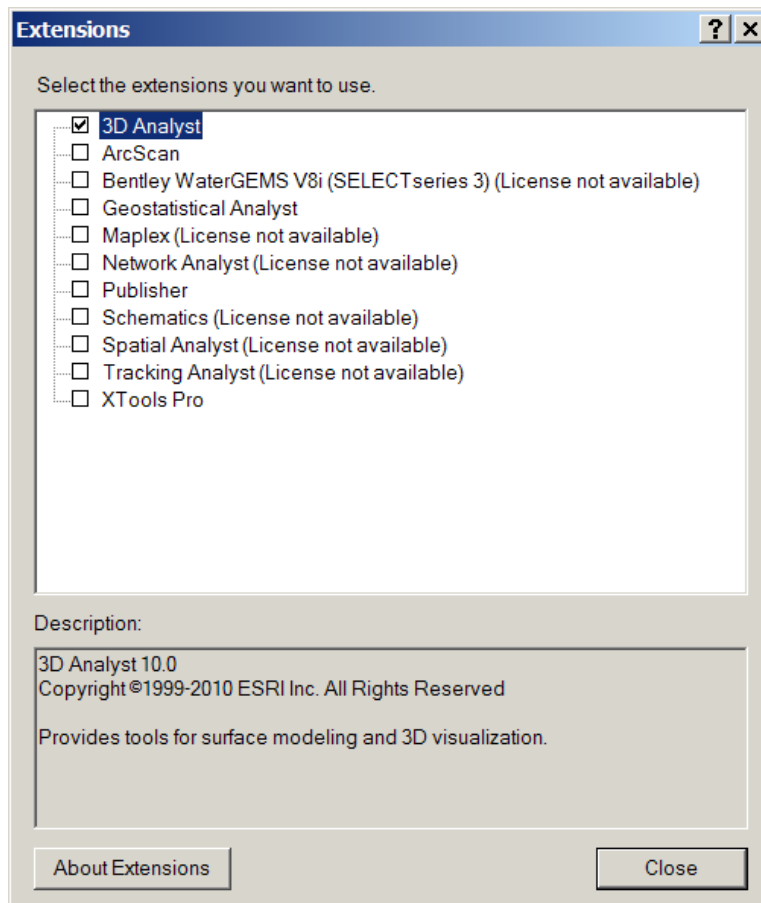 Extensions
Select the extensions you want to use.
3D Analyst
ArcScan
Bentley WaterGEMS V8i (SELECTseries 3) (License not available)
Geostatistical Analyst
Maplex (License not available)
Network Analyst (License not available)
Publisher
Schematics (License not available)
Spatial Analyst (License not available)
Tracking Analyst (License not available)
XTools Pro
Description:
3D Analyst 10.0
Copyright ©1999-2010 ESRI Inc. All Rights Reserved
Provides tools for surface modeling and 3D visualization.
About Extensions
Close